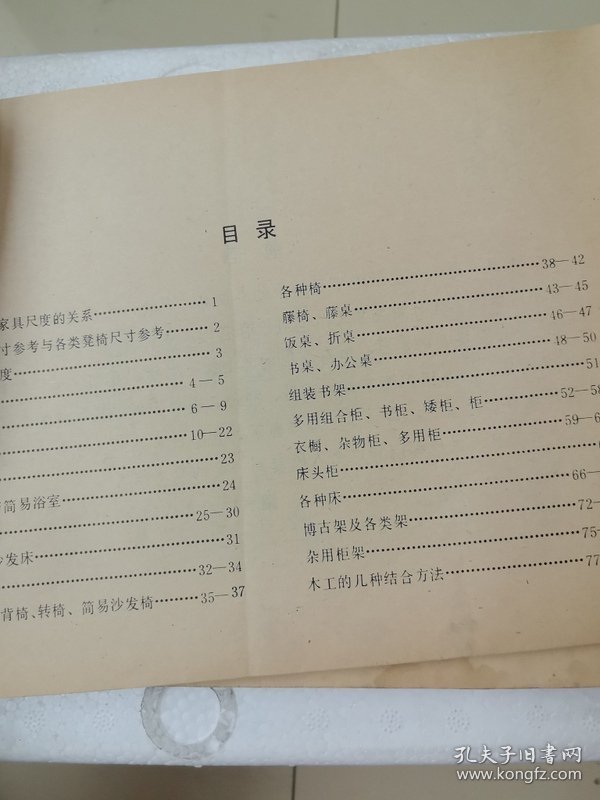 目录
家具尺度的关系 1
寸参考与各类凳椅尺寸参考 2
度 3
4—5
6—9
10—22
23
简易浴室 24
25—30
沙发床 31
32—34
背椅、转椅、简易沙发椅 35—37
各种椅 38—42
藤椅、藤桌 43—45
饭桌、折桌 46—47
书桌、办公桌 48—50
组装书架 51
多用组合柜、书柜、矮柜、柜 52—58
衣橱、杂物柜、多用柜 59—6
床头柜
各种床 66—
博古架及各类架 72—
杂用柜架 75—
木工的几种结合方法 77
孔夫子旧书网
www.kongfz.com